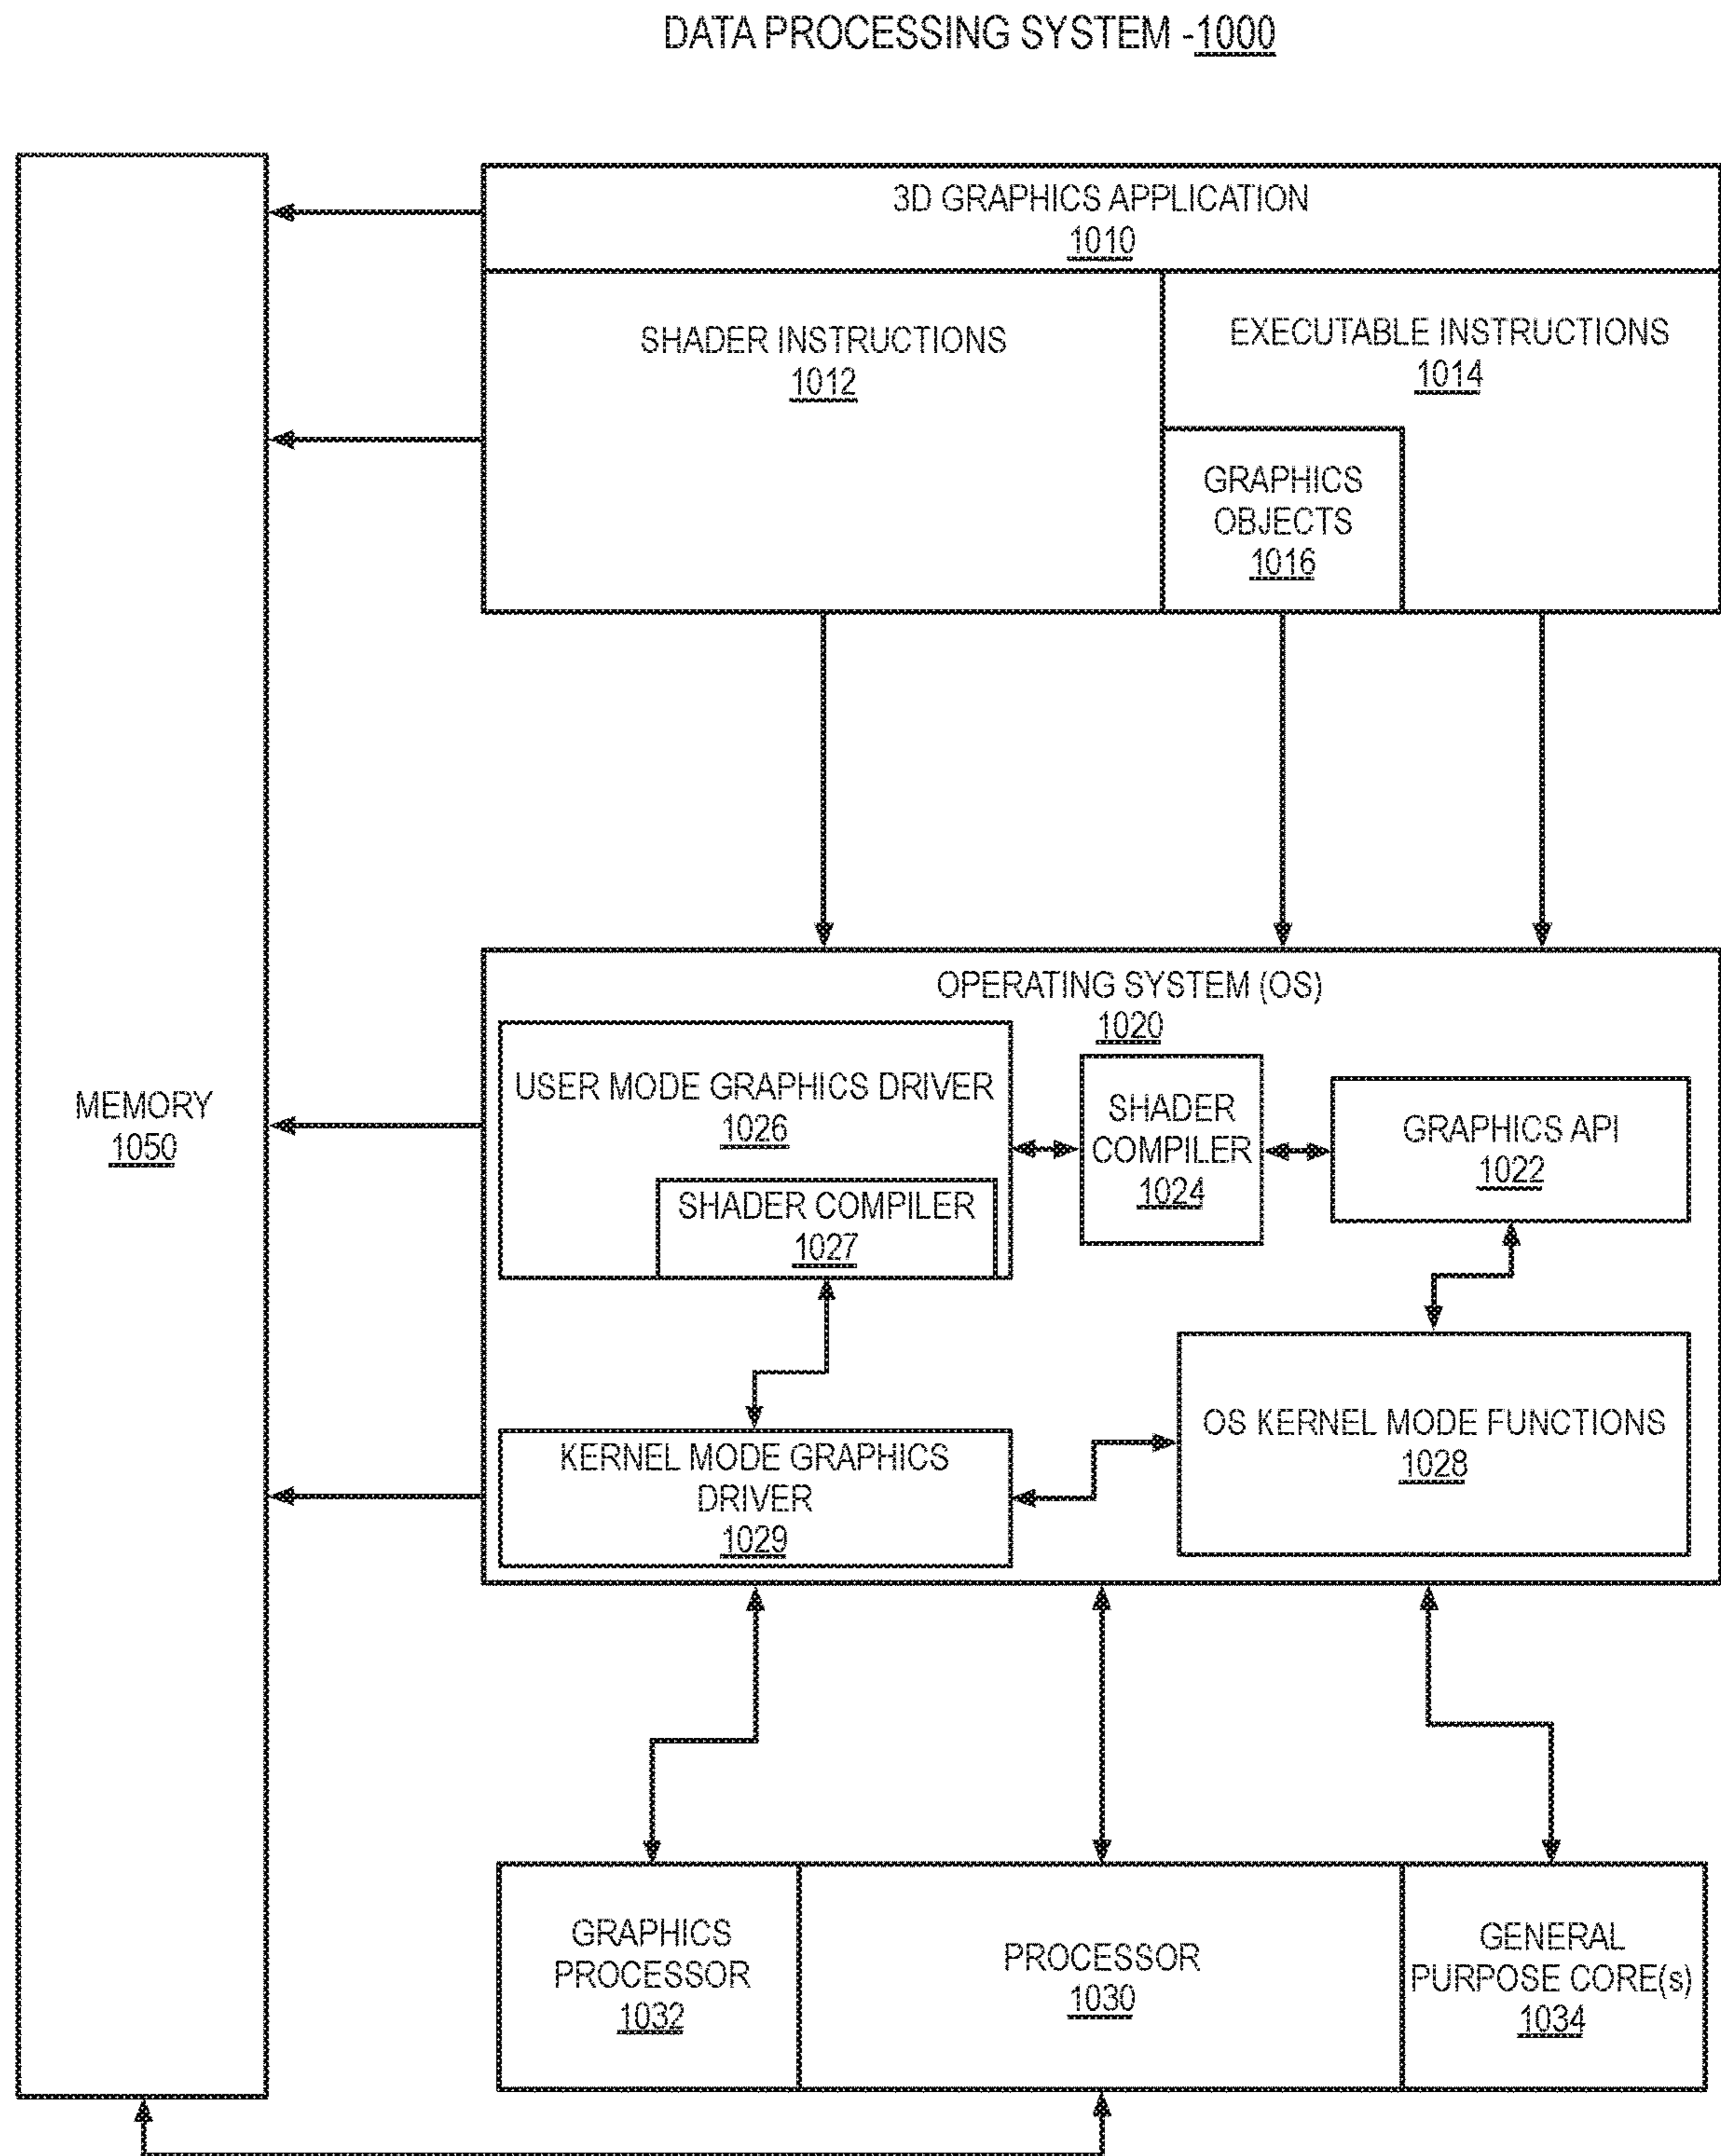 DATA PROCESSING SYSTEM -1000
3D GRAPHICS APPLICATION
1010
SHADER INSTRUCTIONS
1012
EXECUTABLE INSTRUCTIONS
1014
GRAPHICS
OBJECTS
1016
MEMORY
1050
OPERATING SYSTEM (OS)
1020
USER MODE GRAPHICS DRIVER
1026
SHADER COMPILER
1027
SHADER
COMPILER
1024
GRAPHICS API
1022
KERNEL MODE GRAPHICS
DRIVER
1029
OS KERNEL MODE FUNCTIONS
1028
GRAPHICS
PROCESSOR
1032
PROCESSOR
1030
GENERAL
PURPOSE CORE(s)
1034